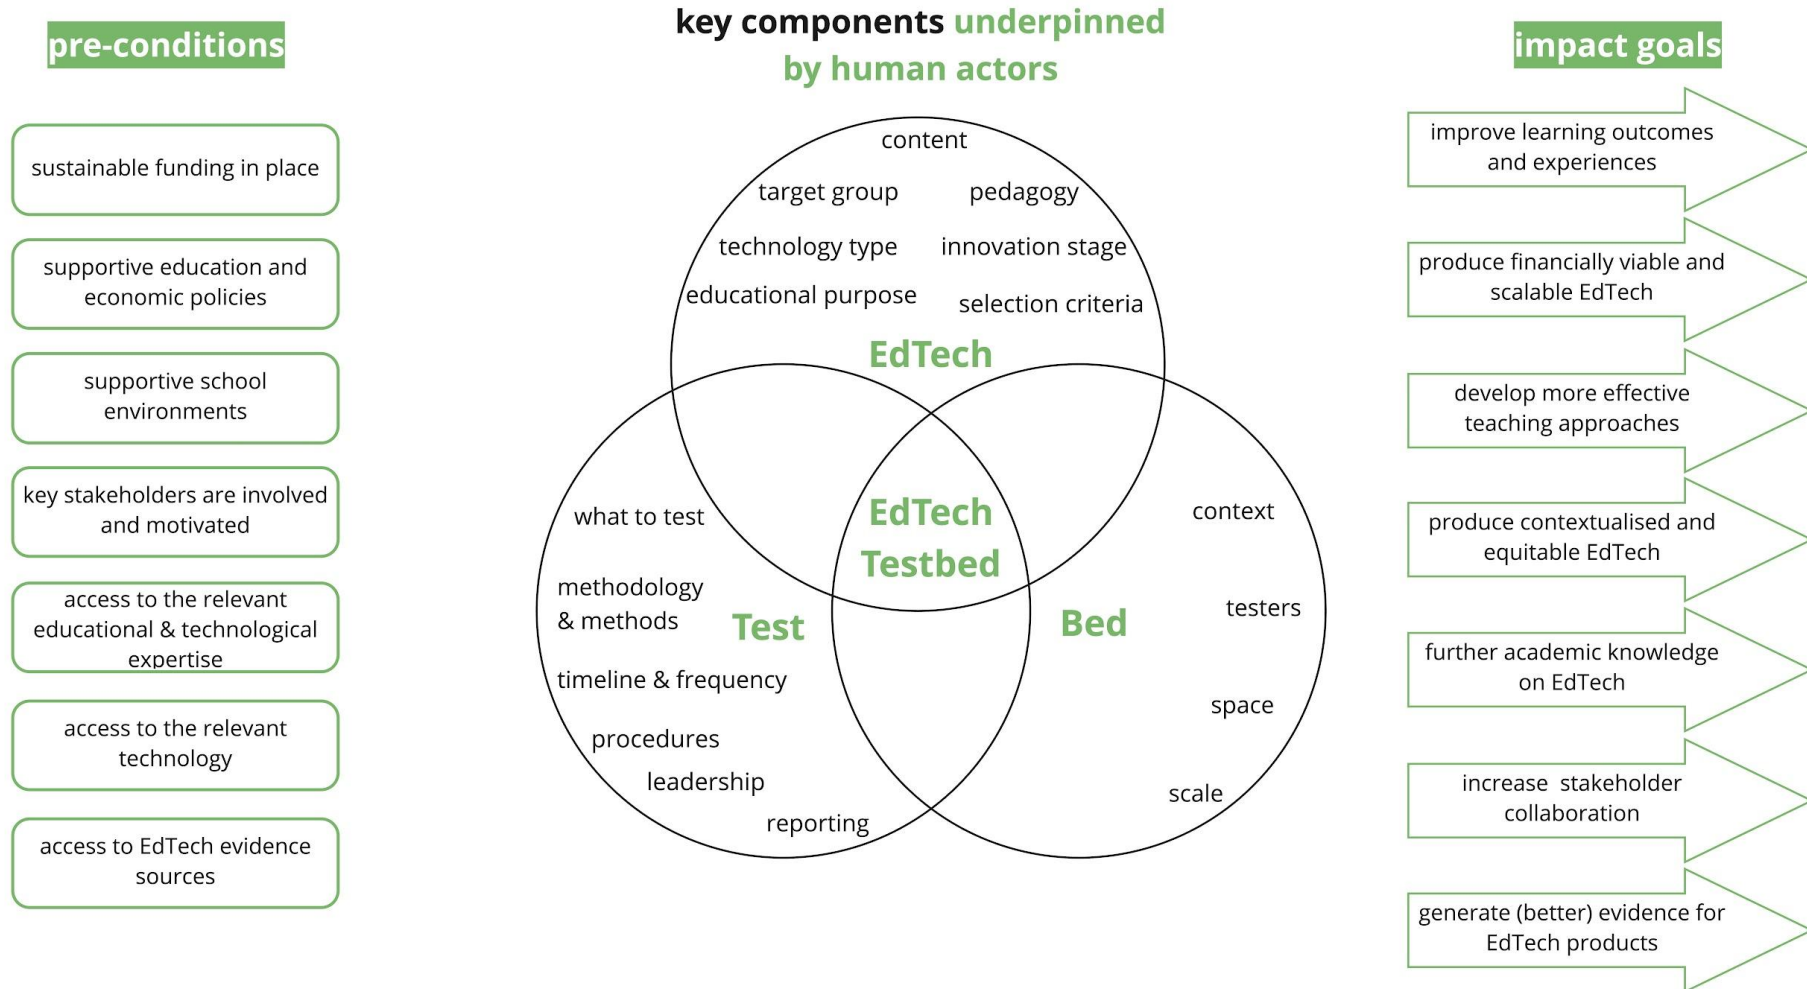 pre-conditions
sustainable funding in place
supportive education and
economic policies
supportive school
environments
key stakeholders are involved
and motivated
access to the relevant
educational & technological
expertise
access to the relevant
technology
access to EdTech evidence
sources
key components underpinned
by human actors
content
target group
pedagogy
technology type
innovation stage
educational purpose
selection criteria
EdTech
EdTech
Testbed
what to test
methodology
& methods
Test
timeline & frequency
procedures
leadership
reporting
context
testers
Bed
space
scale
impact goals
improve learning outcomes
and experiences
produce financially viable and
scalable EdTech
develop more effective
teaching approaches
produce contextualised and
equitable EdTech
further academic knowledge
on EdTech
increase  stakeholder
collaboration
generate (better) evidence for
EdTech products